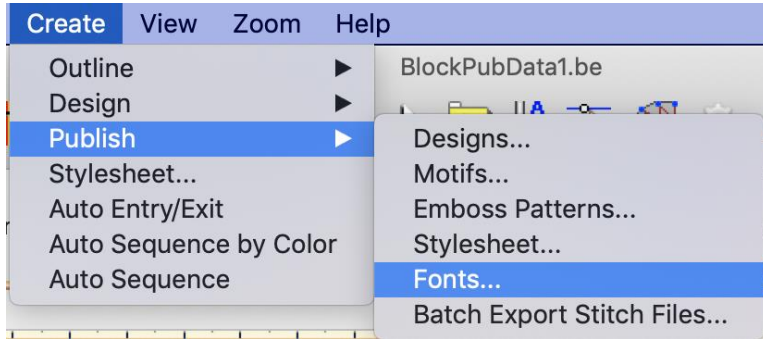 Create View Zoom Help
BlockPubData1.be
Outline
Design
Publish
Stylesheet...
Auto Entry/Exit
Auto Sequence by Color
Auto Sequence
Designs...
Motifs...
Emboss Patterns...
Stylesheet...
Fonts...
Batch Export Stitch Files...